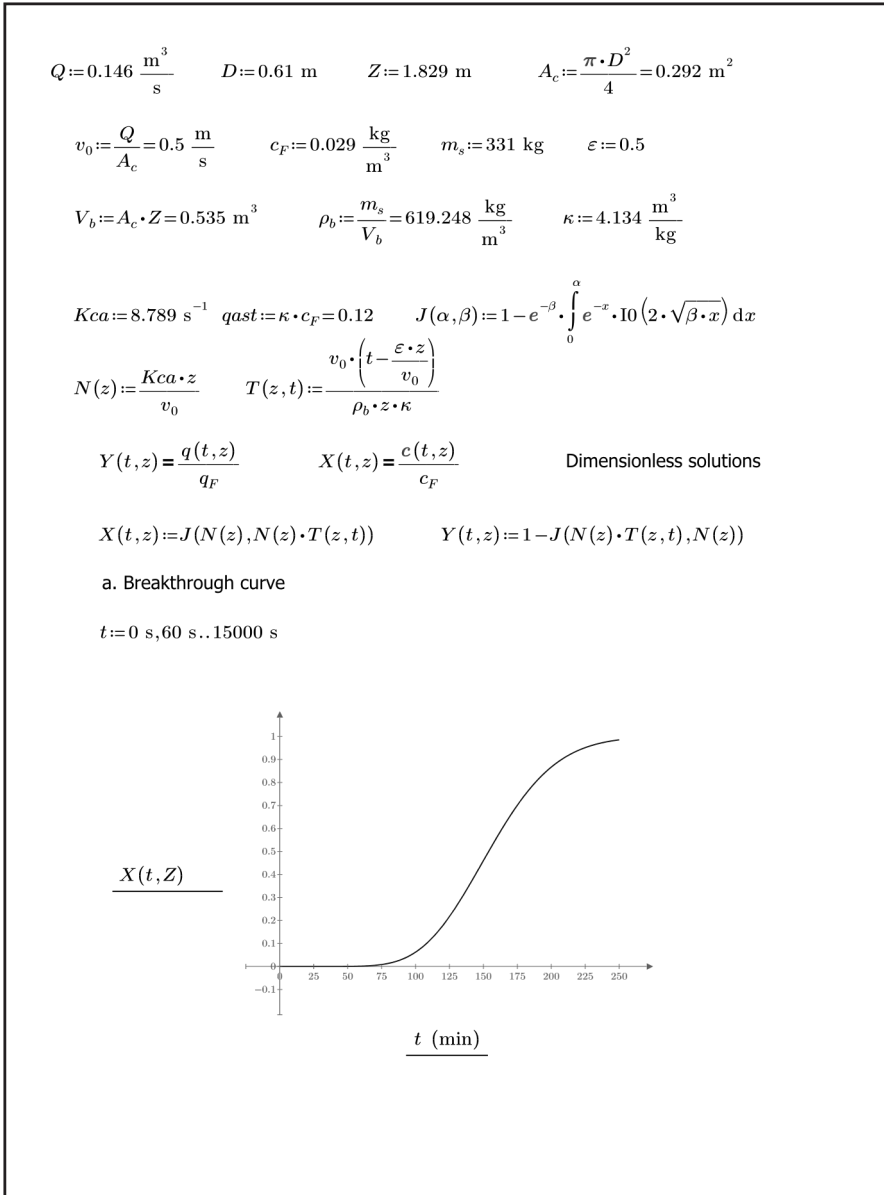 Q:=0.146 m³/s D:=0.61 m Z:=1.829 m A_c:=π•D²/4=0.292 m²
v₀:=Q/A_c=0.5 m/s c_F:=0.029 kg/m³ m_s:=331 kg ε:=0.5
V_b:=A_c•Z=0.535 m³ ρ_b:=m_s/V_b=619.248 kg/m³ κ:=4.134 m³/kg
Kca:=8.789 s⁻¹ qast:=κ•c_F=0.12 J(α,β):=1−e^(−β)•∫₀^α e^(−x)•I0(2•√(β•x)) dx
N(z):=Kca•z/v₀ T(z,t):=v₀•(t−ε•z/v₀)/(ρ_b•z•κ)
Y(t,z)=q(t,z)/q_F X(t,z)=c(t,z)/c_F Dimensionless solutions
X(t,z):=J(N(z),N(z)•T(z,t)) Y(t,z):=1−J(N(z)•T(z,t),N(z))
a. Breakthrough curve
t:=0 s,60 s..15000 s
1
0.9
0.8
0.7
0.6
0.5
0.4
0.3
0.2
0.1
0
−0.1
X(t,Z)
0 25 50 75 100 125 150 175 200 225 250
t (min)